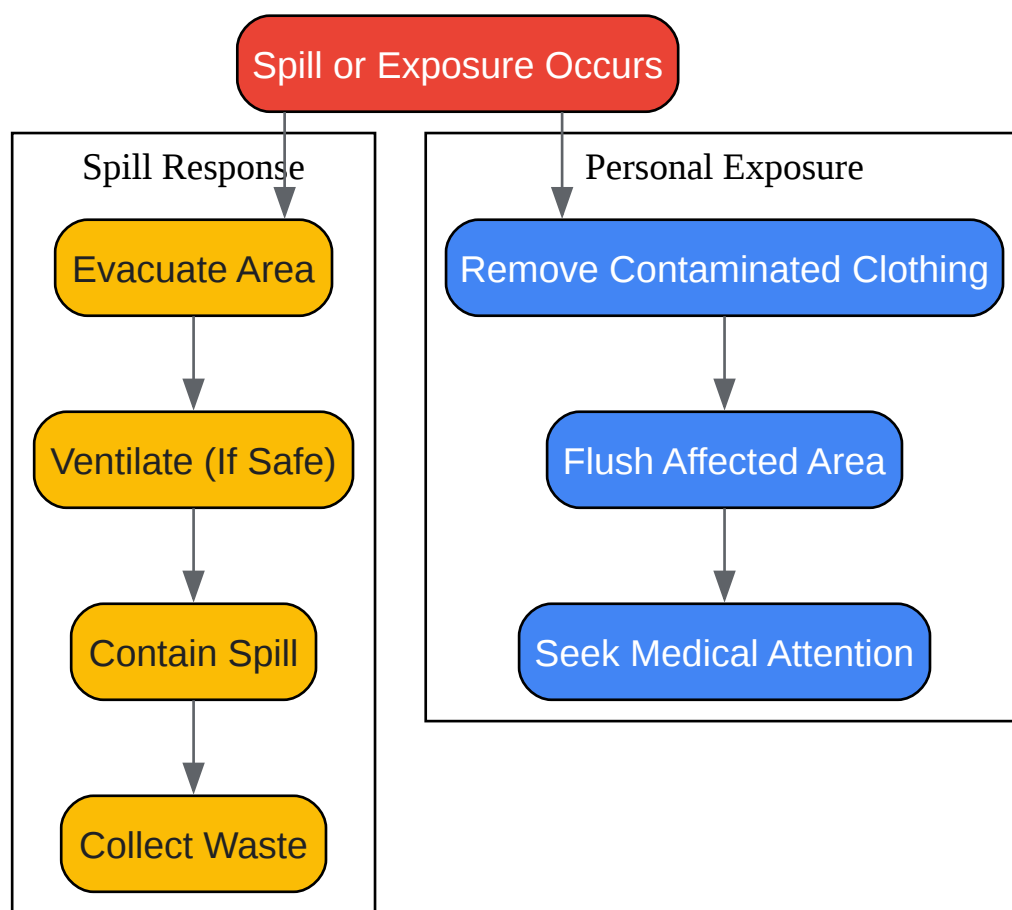 Spill or Exposure Occurs
Spill Response
Evacuate Area
Ventilate (If Safe)
Contain Spill
Collect Waste
Personal Exposure
Remove Contaminated Clothing
Flush Affected Area
Seek Medical Attention